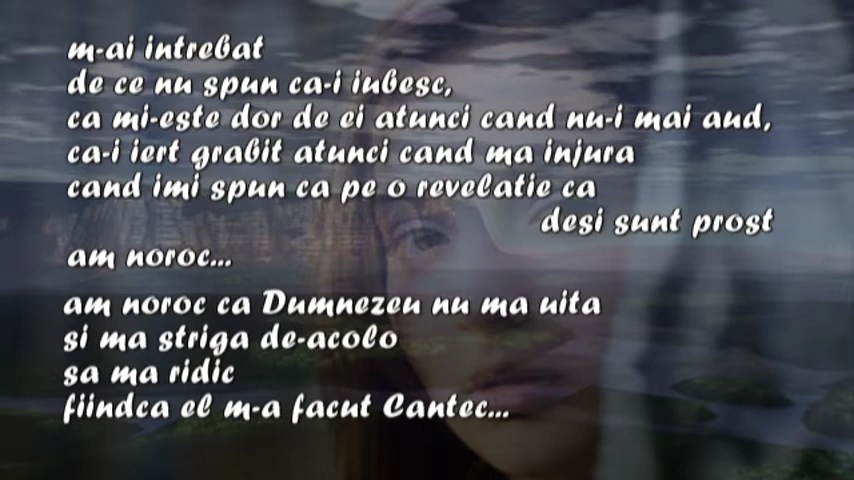 m-ai intrebat
de ce nu spun ca-i iubesc,
ca mi-este dor de ei atunci cand nu-i mai aud,
ca-i iert grabit atunci cand ma injura
cand imi spun ca pe o revelatie ca
desi sunt prost
am noroc...
am noroc ca Dumnezeu nu ma uita
si ma striga de-acolo
sa ma ridic
fiindca el m-a facut Cantec...